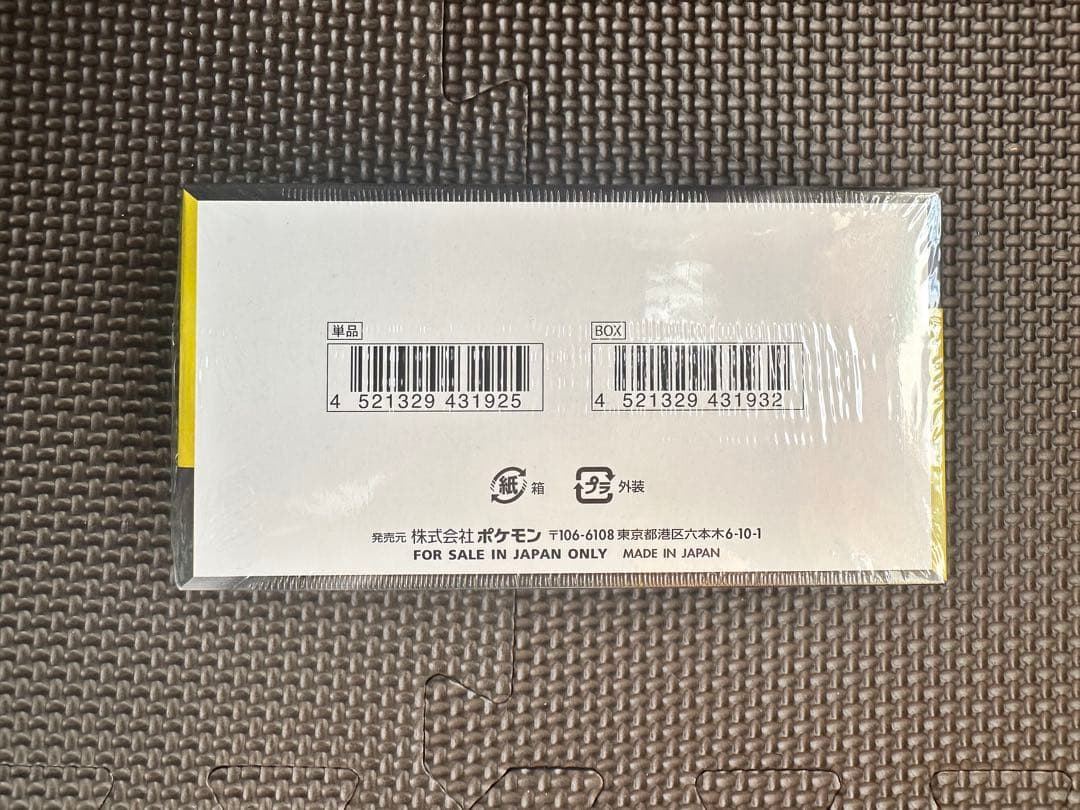 単品
4 521329 431925
BOX
4 521329 431932
紙 箱
プラ 外装
発売元 株式会社 ポケモン 〒106-6108 東京都港区六本木6-10-1
FOR SALE IN JAPAN ONLY MADE IN JAPAN